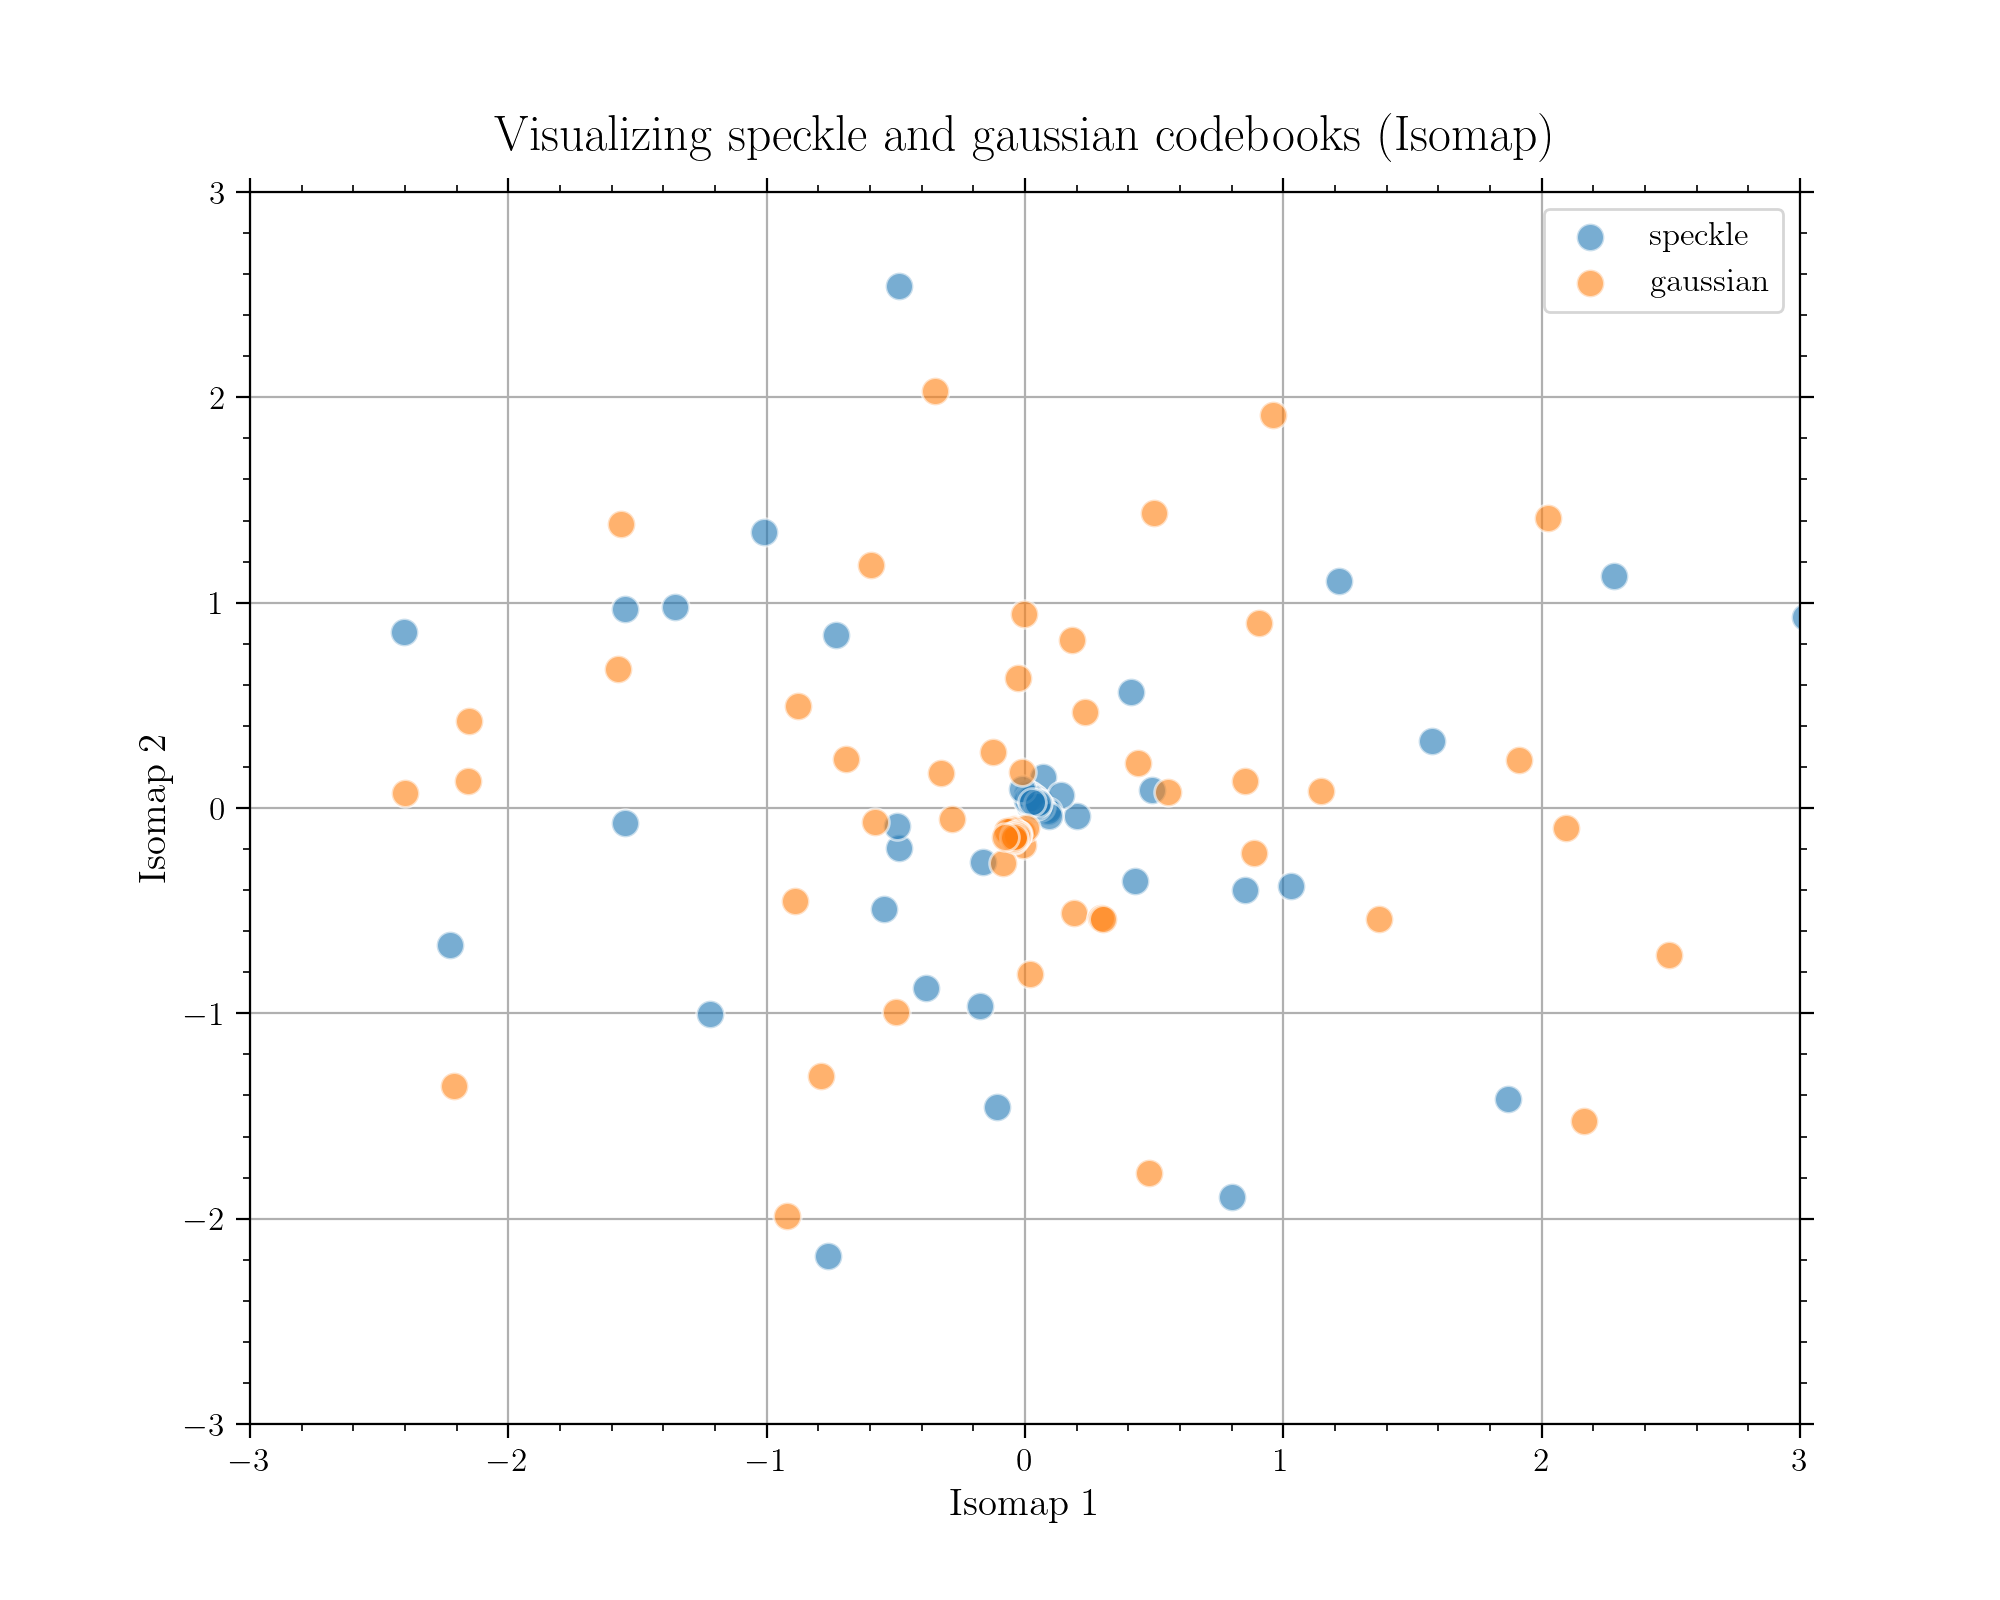 Visualizing speckle and gaussian codebooks (Isomap)
speckle
gaussian
3
2
1
0
−1
−2
−3
Isomap 2
−3 −2 −1 0 1 2 3
Isomap 1